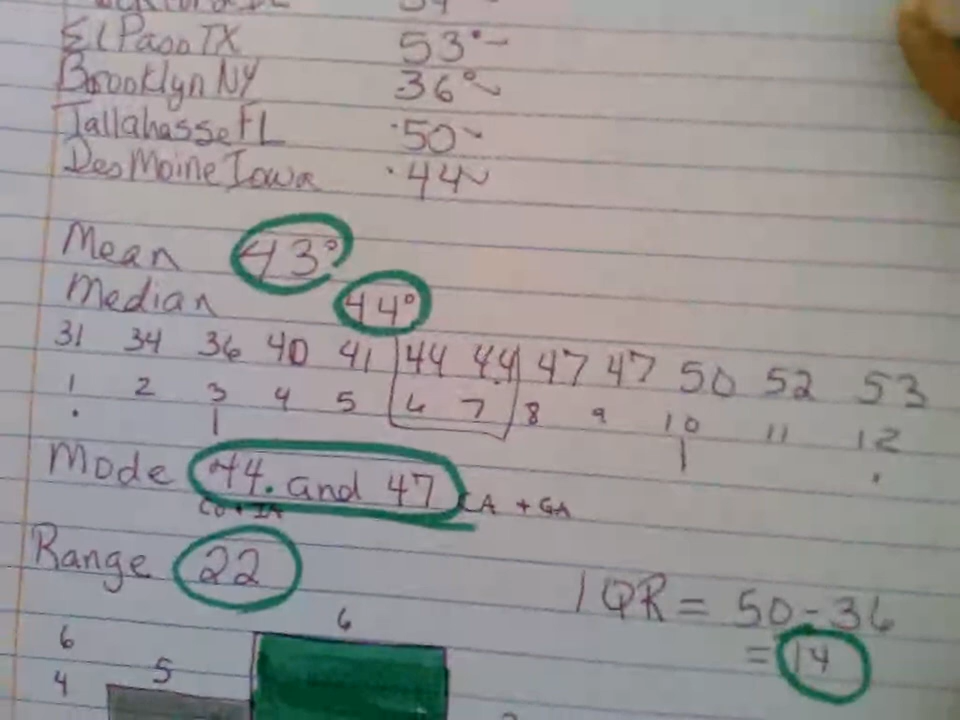 El Paso TX 53°
Brooklyn NY 36°
Tallahasse FL 50
Des Moine Iowa 44
Mean 43°
Median 44°
31 34 36 40 41 44 44 47 47 50 52 53
1 2 3 4 5 6 7 8 9 10 11 12
Mode 44. and 47
CA + GA
Range 22
IQR = 50-36
= 14
6
6
5
4